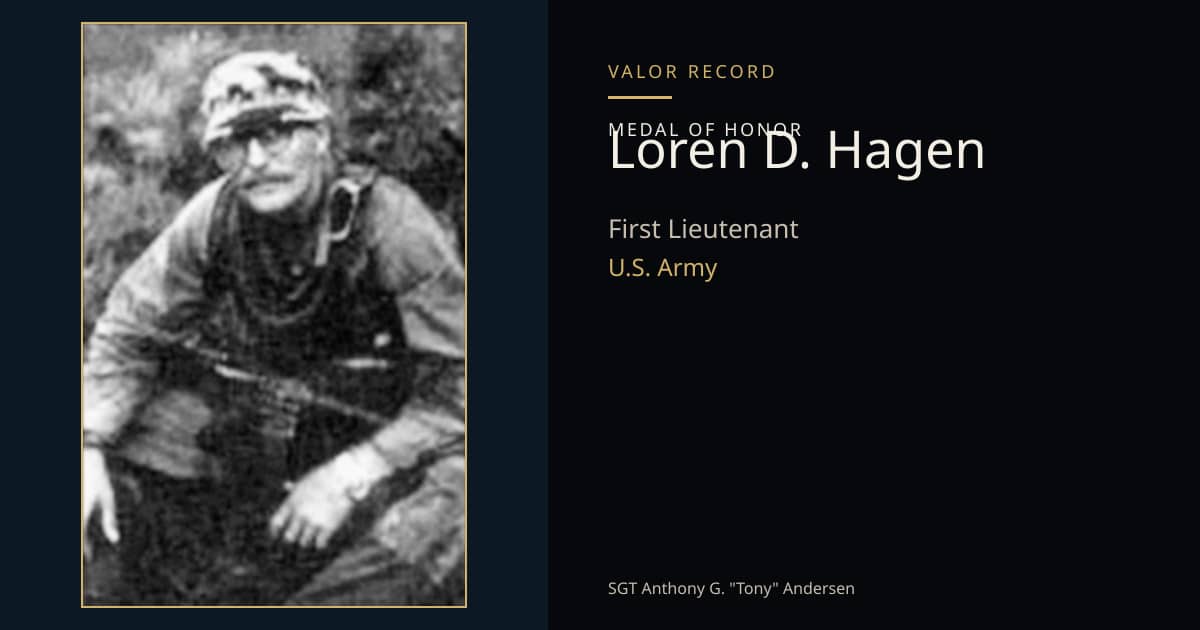 VALOR RECORD
MEDAL OF HONOR
Loren D. Hagen
First Lieutenant
U.S. Army
SGT Anthony G. "Tony" Andersen